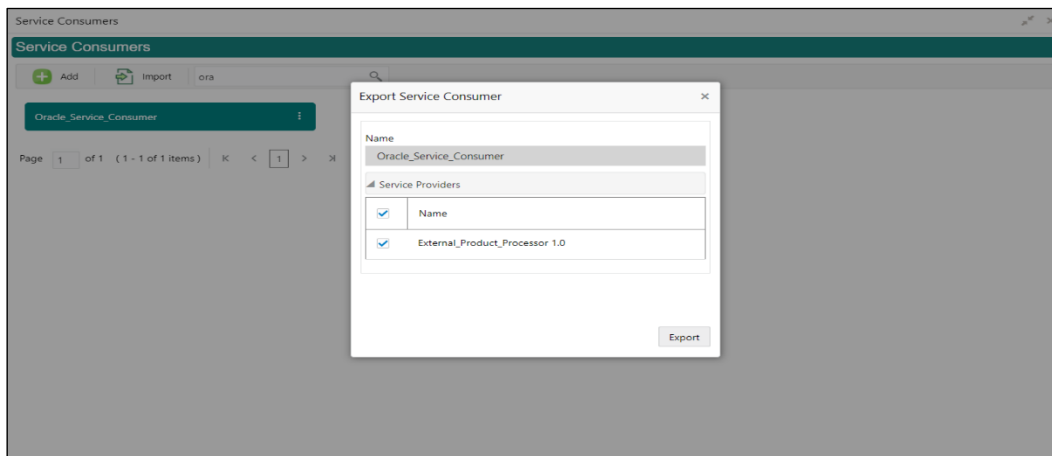 Service Consumers
Service Consumers
Add Import ora
Oracle_Service_Consumer
Page 1 of 1 ( 1 - 1 of 1 items ) 1
Export Service Consumer
Name
Oracle_Service_Consumer
Service Providers
Name
External_Product_Processor 1.0
Export